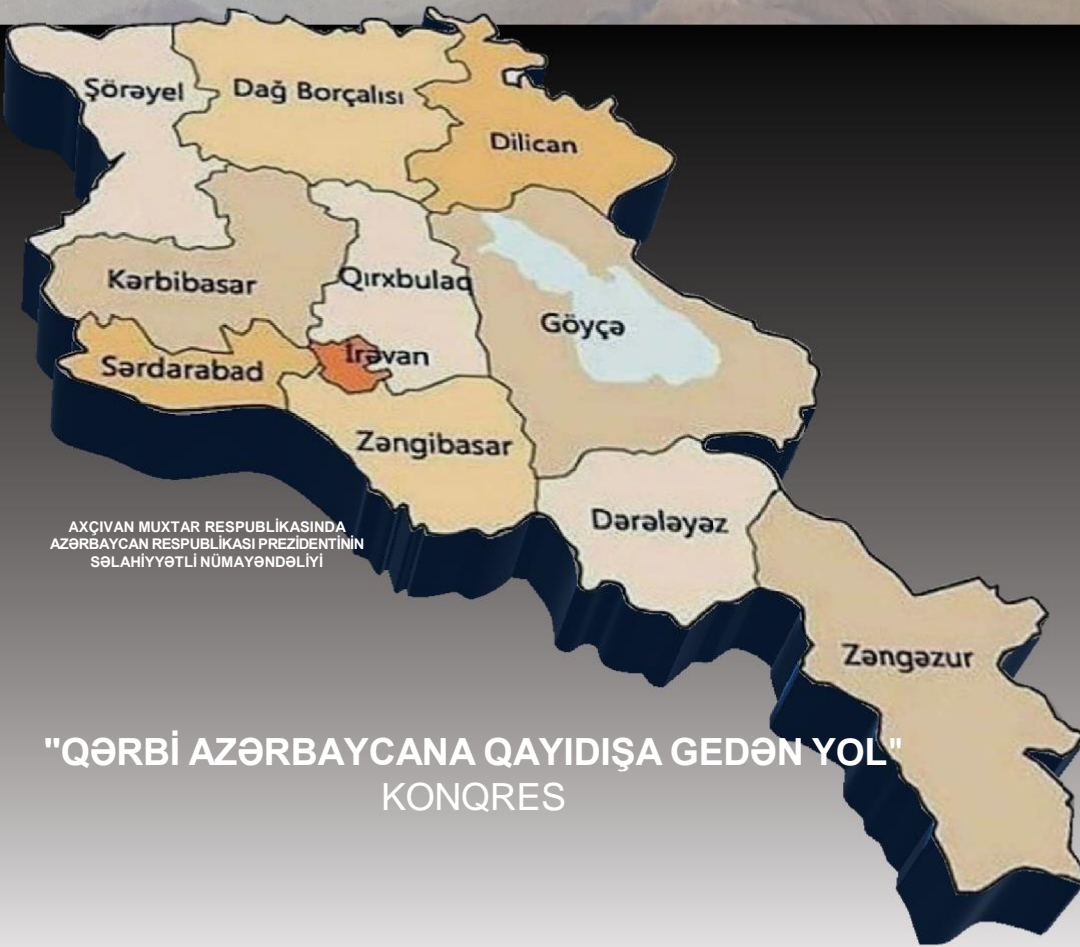 Şörəyel
Dağ Borçalısı
Dilican
Kərbibasar
Qırxbulaq
Göyçə
Sərdarabad
İrəvan
Zəngibasar
Dərələyəz
Zəngəzur
AXÇIVAN MUXTAR RESPUBLİKASINDA
AZƏRBAYCAN RESPUBLİKASI PREZİDENTİNİN
SƏLAHİYYƏTLİ NÜMAYƏNDƏLİYİ
"QƏRBİ AZƏRBAYCANA QAYIDIŞA GEDƏN YOL"
KONQRES